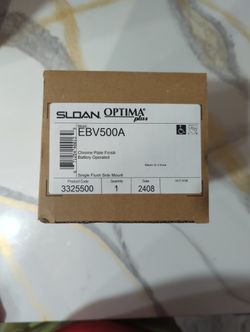 SLOAN. OPTIMA® plus
Model
EBV500A
Chrome Plate Finish
Battery Operated
Single Flush Side Mount
Product Code Quantity Date
3325500 1 2408